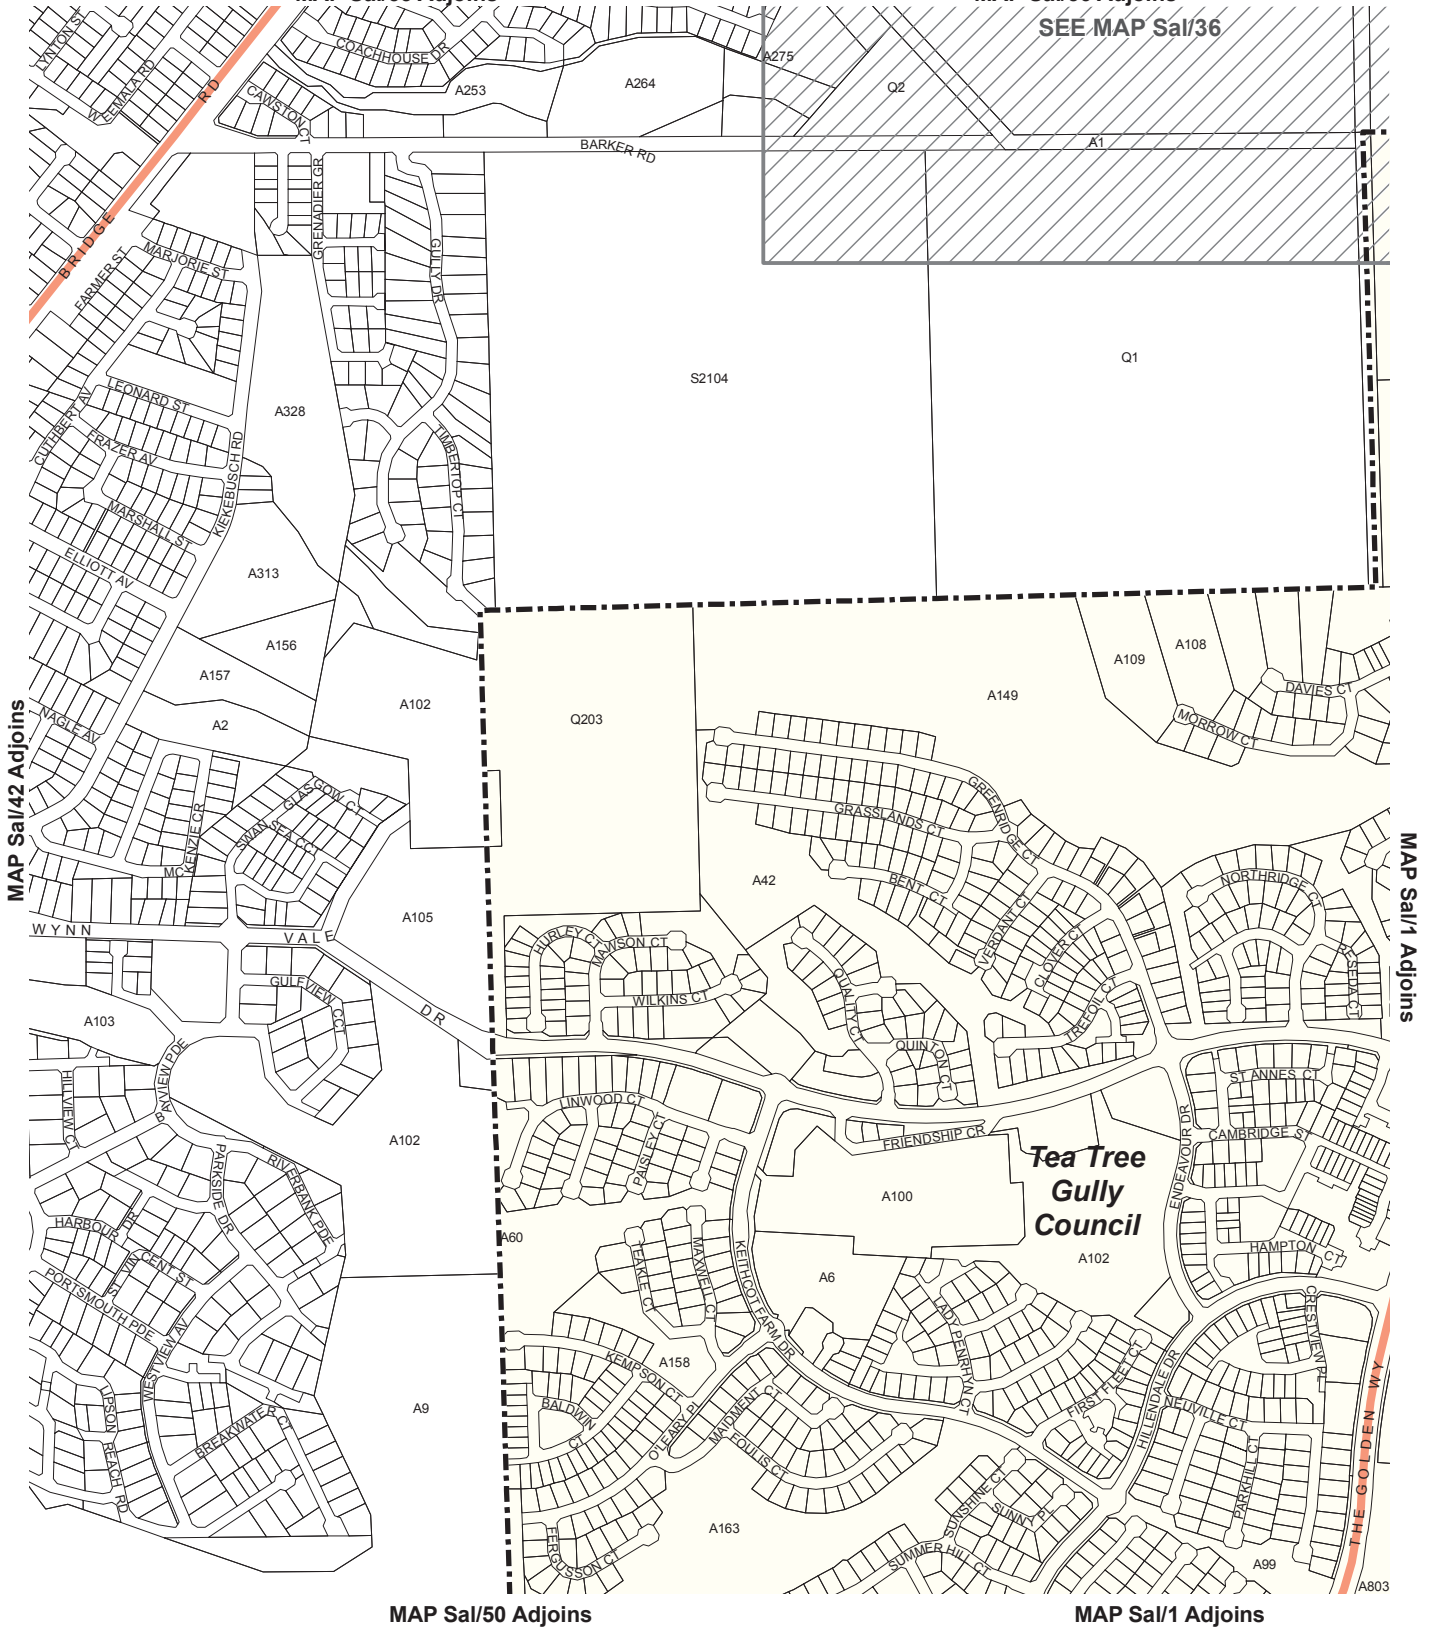 SEE MAP Sal/36
LYNTON ST
WEEMALA RD
COACHHOUSE DR
A253
A264
A275
Q2
BRIDGE RD
CAWSTON CT
BARKER RD
A1
GRENADIER GR
GULLY DR
MARJORIE ST
FARMER ST
S2104
Q1
LEONARD ST
A328
CUTHBERT AV
FRAZER AV
KIEKEBUSCH RD
TIMBERTOP CT
MARSHALL ST
ELLIOTT AV
A313
A156
A157
A2
A102
Q203
A149
A109
A108
DAVIES CT
MORROW CT
NAGLE AV
MAP Sal/42 Adjoins
GLASGOW CT
SWANSEA CCT
MCKENZIE CR
GREENRIDGE CT
GRASSLANDS CT
BENT CT
A42
VERDANT CT
CLOVER CT
TREFOIL CT
NORTHRIDGE CT
RESEDA CT
MAP Sal/1 Adjoins
WYNN VALE DR
A105
HURLEY CT
MAWSON CT
WILKINS CT
QUALITY CT
QUINTON CT
GULFVIEW CCT
A103
BAYVIEW PDE
HILLVIEW CT
LINWOOD CT
PAISLEY CT
FRIENDSHIP CR
ST ANNES CT
CAMBRIDGE ST
ENDEAVOUR DR
A102
PARKSIDE DR
RIVERBANK PDE
Tea Tree
Gully
Council
A100
A102
HARBOUR DR
ST VINCENT ST
PORTSMOUTH PDE
WESTVIEW AV
A60
TEAKLE CT
MAXWELL CT
KEITHCOT FARM DR
A6
HAMPTON CT
CRESTVIEW PL
LADY PENRHYN CT
FIRST FLEET CT
HILLENDALE DR
NEUVILLE CT
A158
KEMPSON CT
BALDWIN CT
O'LEARY PL
MAIDMENT CT
FOULIS CT
A9
LIPSON REACH RD
BREAKWATER CT
THE GOLDEN WY
PARKHILL CT
SUNSHINE CT
SUNNY PL
SUMMER HILL CT
A163
FERGUSSON CT
A99
A803
MAP Sal/50 Adjoins
MAP Sal/1 Adjoins